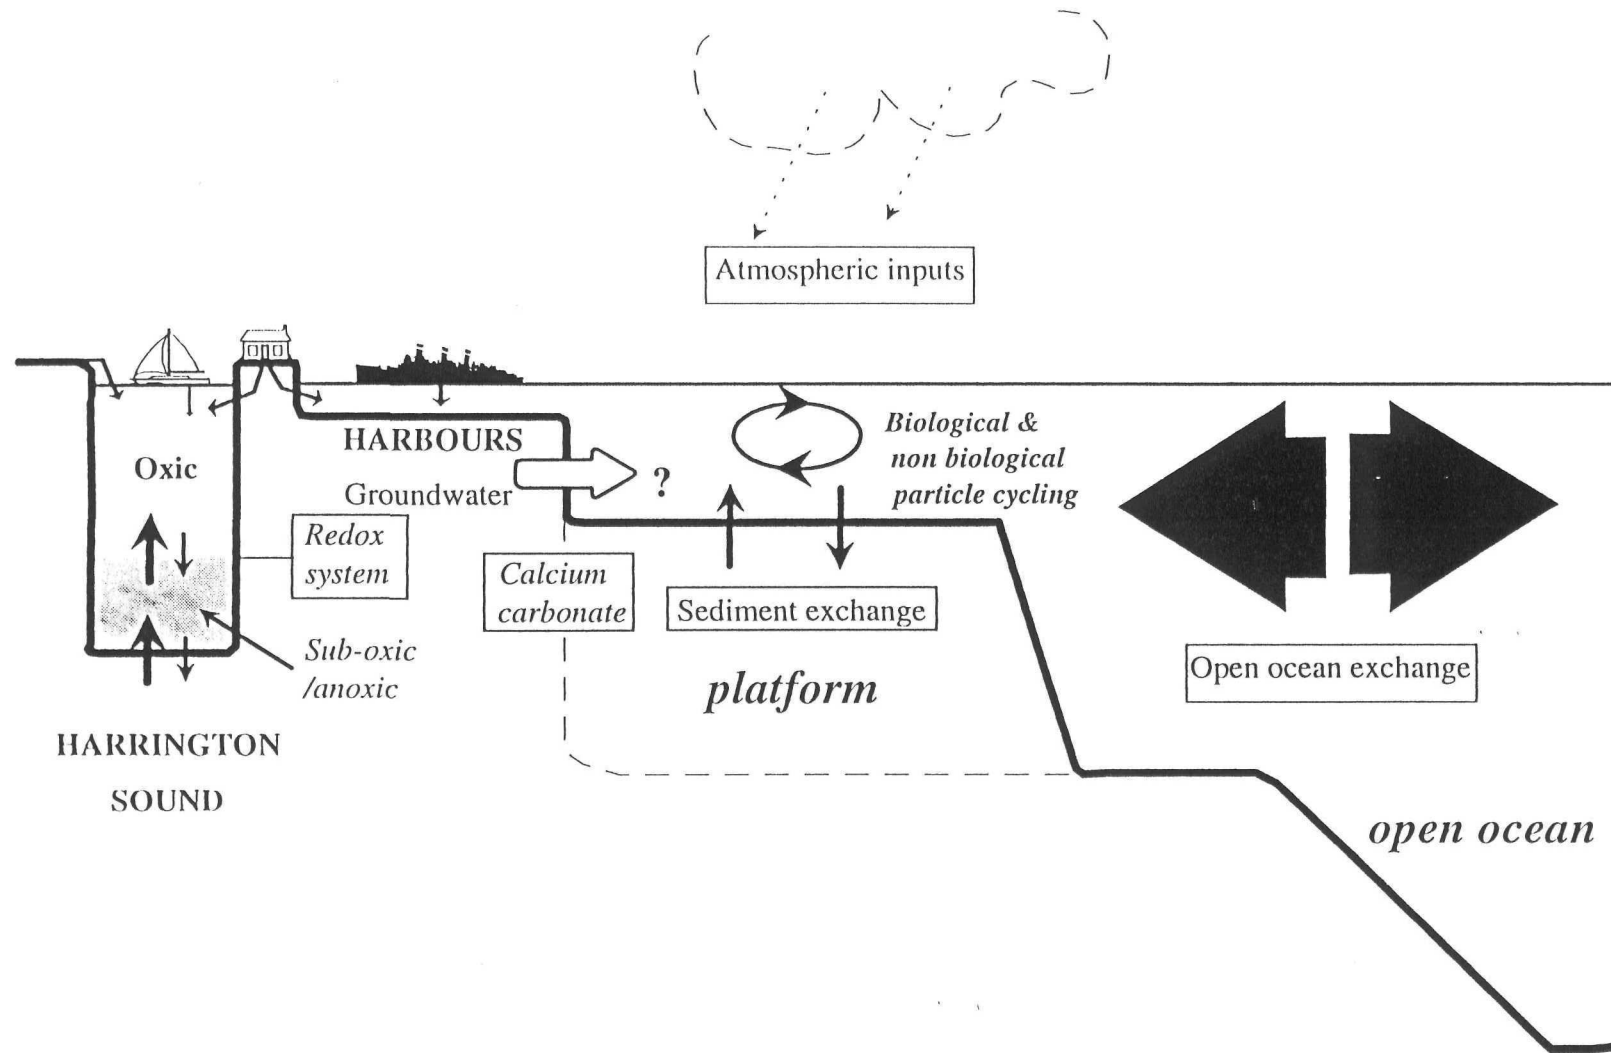 Atmospheric inputs
Oxic
HARBOURS
Groundwater
?
Biological &
non biological
particle cycling
Redox
system
Calcium
carbonate
Sediment exchange
Sub-oxic
/anoxic
platform
Open ocean exchange
HARRINGTON
SOUND
open ocean